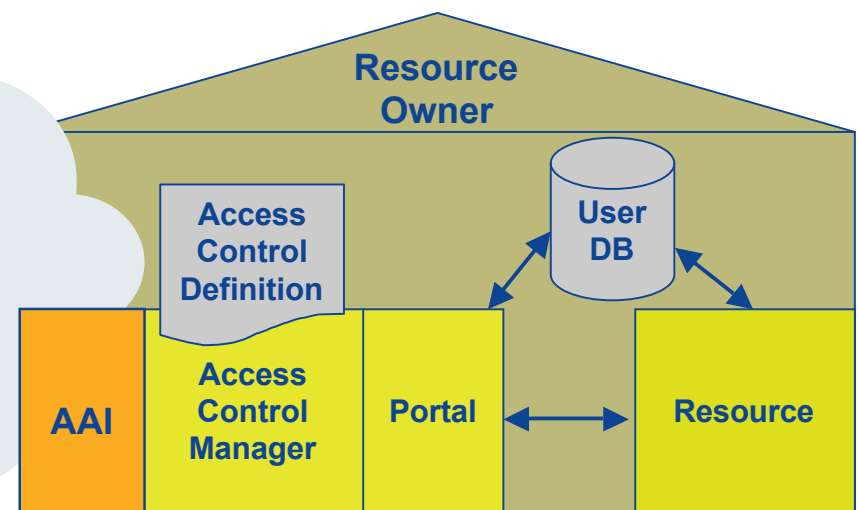 Resource
Owner
Access
Control
Definition
User
DB
AAI
Access
Control
Manager
Portal
Resource